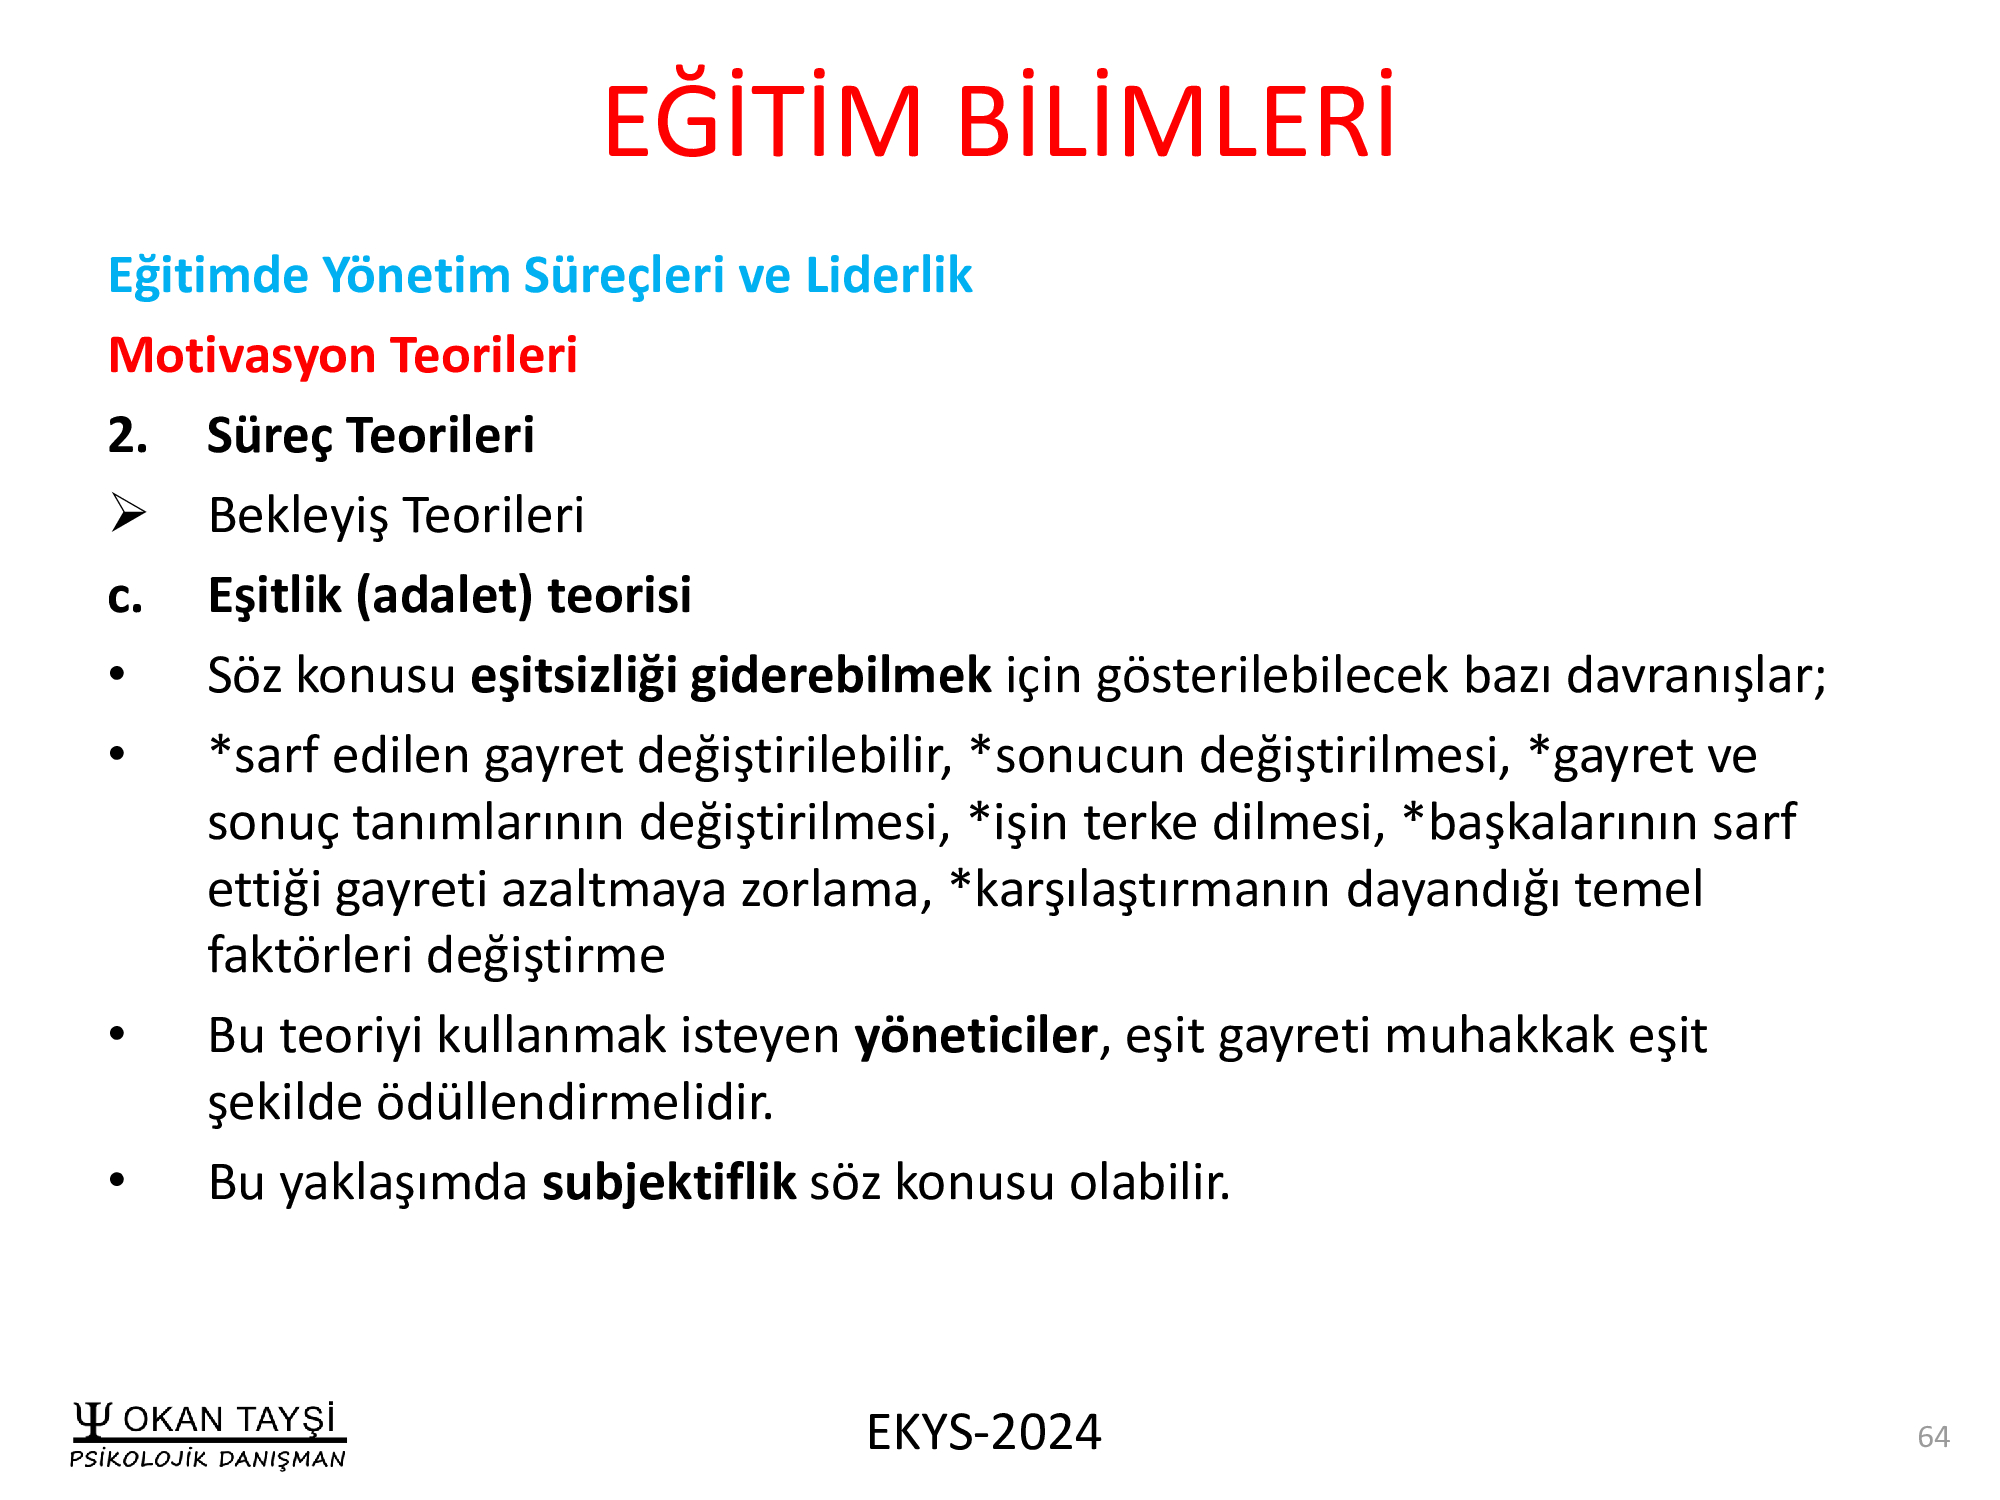 EĞİTİM BİLİMLERİ
Eğitimde Yönetim Süreçleri ve Liderlik
Motivasyon Teorileri
2. Süreç Teorileri
➢ Bekleyiş Teorileri
c. Eşitlik (adalet) teorisi
• Söz konusu eşitsizliği giderebilmek için gösterilebilecek bazı davranışlar;
• *sarf edilen gayret değiştirilebilir, *sonucun değiştirilmesi, *gayret ve
sonuç tanımlarının değiştirilmesi, *işin terke dilmesi, *başkalarının sarf
ettiği gayreti azaltmaya zorlama, *karşılaştırmanın dayandığı temel
faktörleri değiştirme
• Bu teoriyi kullanmak isteyen yöneticiler, eşit gayreti muhakkak eşit
şekilde ödüllendirmelidir.
• Bu yaklaşımda subjektiflik söz konusu olabilir.
Ψ OKAN TAYŞİ
PSİKOLOJİK DANIŞMAN
EKYS-2024
64